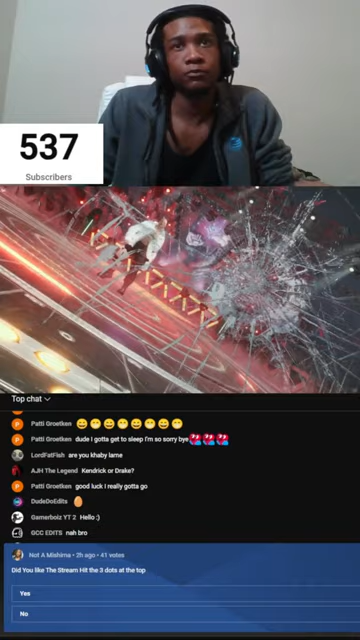 537
Subscribers
Top chat
P Patti Groetken 😄😁😄😁😄😁😄😁
P Patti Groetken dude I gotta get to sleep I'm so sorry bye
LordFatFish are you khaby lame
AJH The Legend Kendrick or Drake?
P Patti Groetken good luck I really gotta go
DudeDoEdits 🥚
Gamerboiz YT 2 Hello :)
GCC EDITS nah bro
Not A Mishima • 2h ago • 41 votes
Did You like The Stream Hit the 3 dots at the top
Yes
No